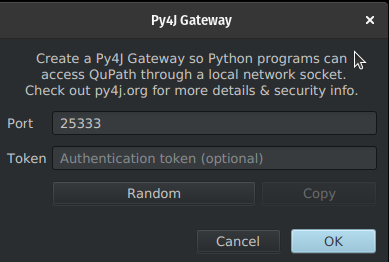 Py4J Gateway
Create a Py4J Gateway so Python programs can
access QuPath through a local network socket.
Check out py4j.org for more details & security info.
Port 25333
Token Authentication token (optional)
Random Copy
Cancel OK